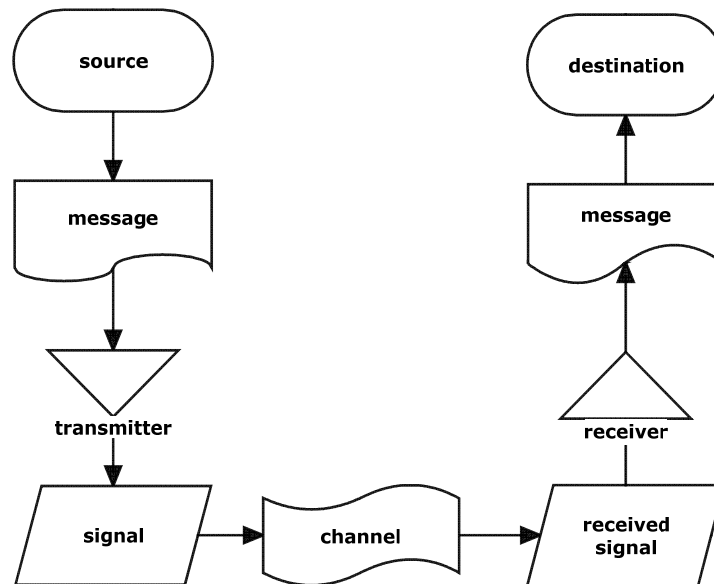 source
destination
message
message
transmitter
receiver
signal
channel
received
signal